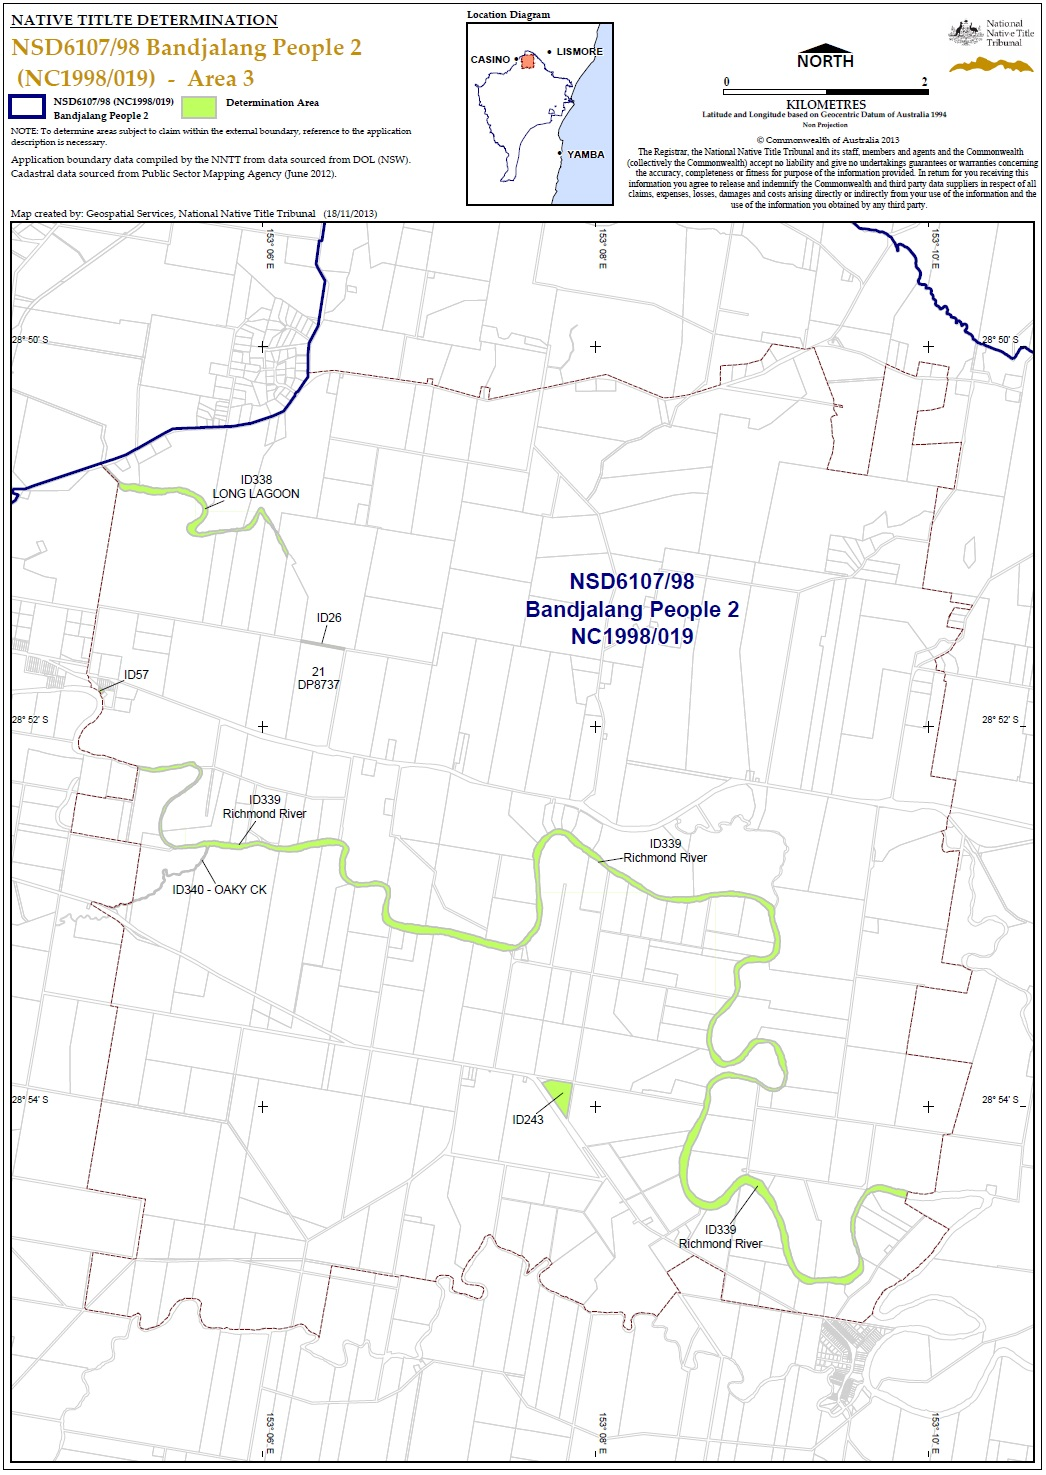 NATIVE TITLTE DETERMINATION
NSD6107/98 Bandjalang People 2
(NC1998/019) - Area 3
NSD6107/98 (NC1998/019)
Bandjalang People 2
Determination Area
NOTE: To determine areas subject to claim within the external boundary, reference to the application
description is necessary.
Application boundary data compiled by the NNTT from data sourced from DOL (NSW).
Cadastral data sourced from Public Sector Mapping Agency (June 2012).
Map created by: Geospatial Services, National Native Title Tribunal (18/11/2013)
Location Diagram
LISMORE
CASINO
YAMBA
NORTH
0 2
KILOMETRES
Latitude and Longitude based on Geocentric Datum of Australia 1994
Non Projection
© Commonwealth of Australia 2013
The Registrar, the National Native Title Tribunal and its staff, members and agents and the Commonwealth
(collectively the Commonwealth) accept no liability and give no undertakings guarantees or warranties concerning
the accuracy, completeness or fitness for purpose of the information provided. In return for you receiving this
information you agree to release and indemnify the Commonwealth and third party data suppliers in respect of all
claims, expenses, losses, damages and costs arising directly or indirectly from your use of the information and the
use of the information you obtained by any third party.
National
Native Title
Tribunal
153° 06' E
153° 08' E
153° 10' E
28° 50' S
28° 50' S
ID338
LONG LAGOON
NSD6107/98
Bandjalang People 2
NC1998/019
ID26
21
DP8737
ID57
28° 52' S
28° 52' S
ID339
Richmond River
ID339
Richmond River
ID340 - OAKY CK
28° 54' S
28° 54' S
ID243
ID339
Richmond River
153° 06' E
153° 08' E
153° 10' E